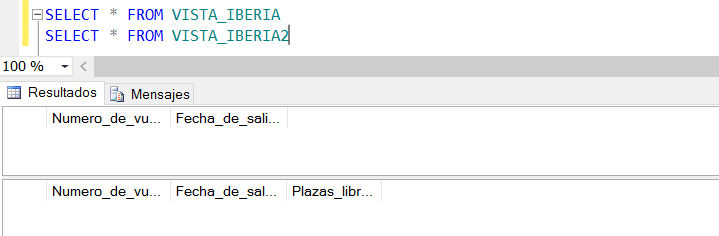 SELECT * FROM VISTA_IBERIA
SELECT * FROM VISTA_IBERIA2
100 %
Resultados Mensajes
Numero_de_vu... Fecha_de_sali...
Numero_de_vu... Fecha_de_sal... Plazas_libr...